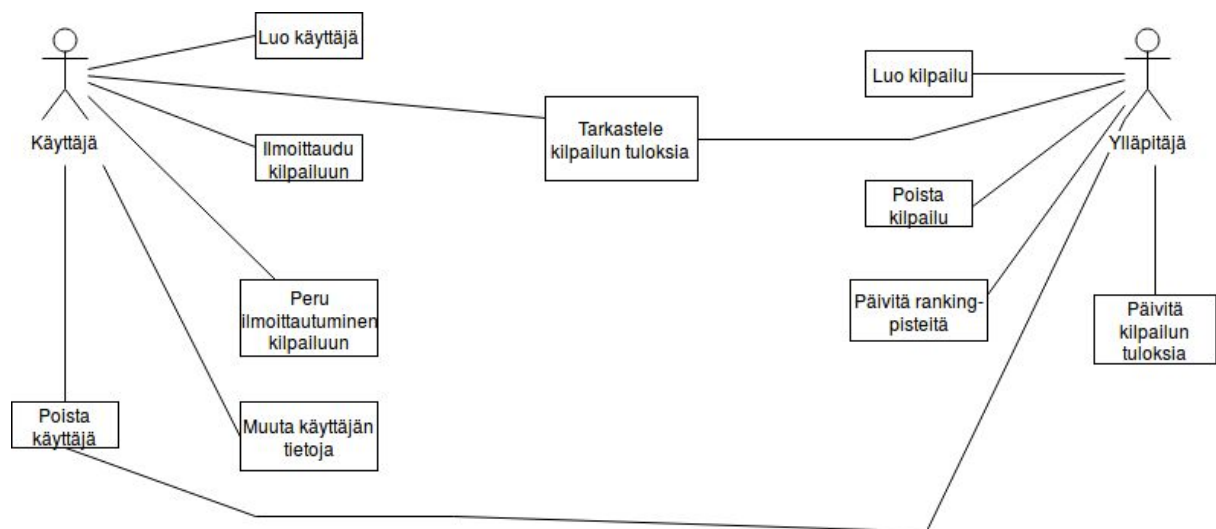 Luo käyttäjä
Luo kilpailu
Käyttäjä
Ilmoittaudu
kilpailuun
Tarkastele
kilpailun tuloksia
Ylläpitäjä
Poista
kilpailu
Peru
ilmoittautuminen
kilpailuun
Päivitä ranking-
pisteitä
Päivitä
kilpailun
tuloksia
Poista
käyttäjä
Muuta käyttäjän
tietoja